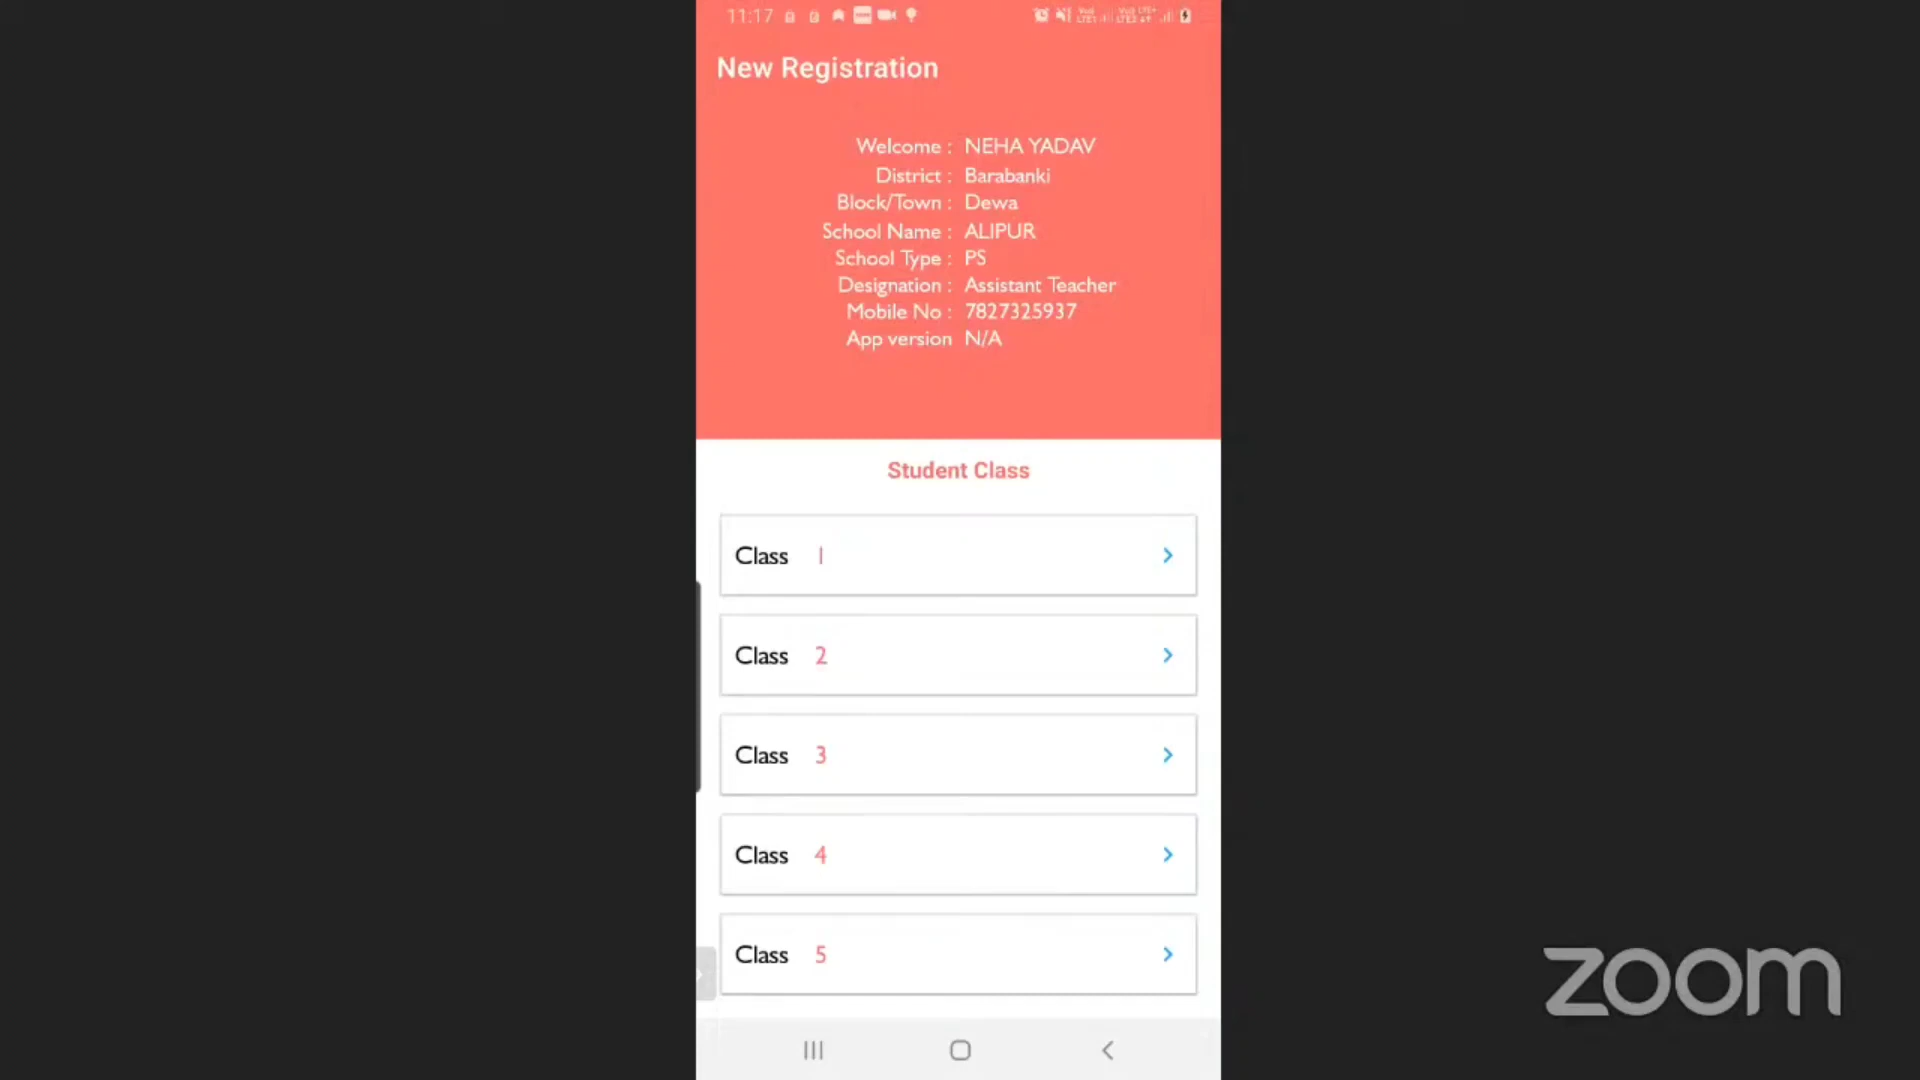 11:17
New Registration
Welcome : NEHA YADAV
District : Barabanki
Block/Town : Dewa
School Name : ALIPUR
School Type : PS
Designation : Assistant Teacher
Mobile No : 7827325937
App version N/A
Student Class
Class 1
Class 2
Class 3
Class 4
Class 5
zoom